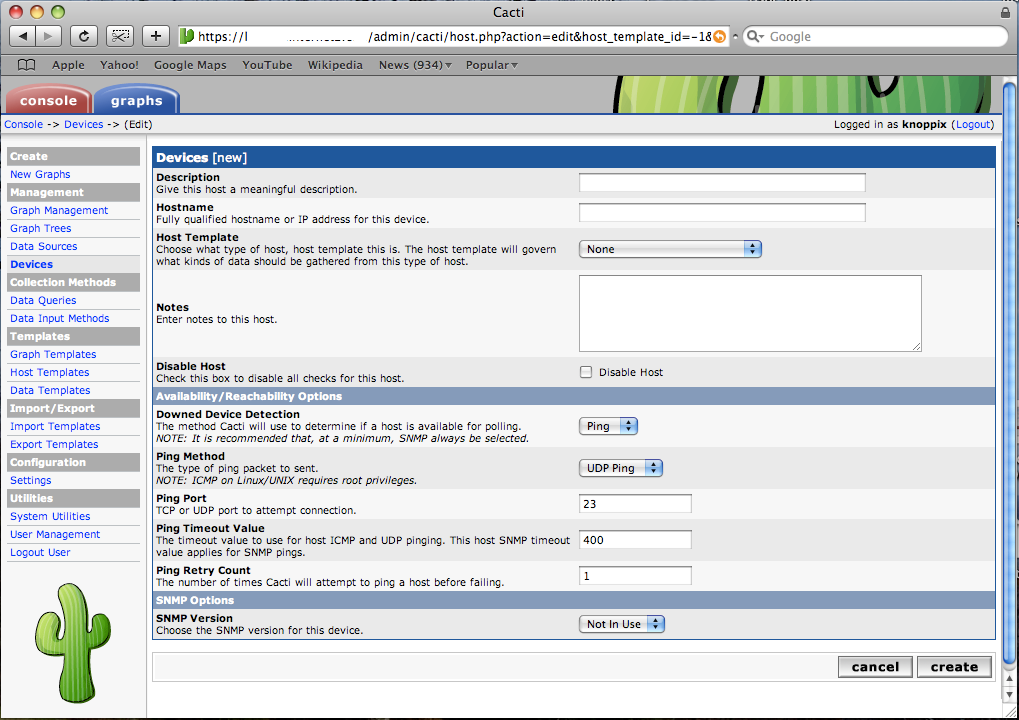 Cacti
https://l /admin/cacti/host.php?action=edit&host_template_id=-1&
Google
Apple Yahoo! Google Maps YouTube Wikipedia News (934) Popular
console graphs
Console -> Devices -> (Edit)
Logged in as knoppix (Logout)
Create
New Graphs
Management
Graph Management
Graph Trees
Data Sources
Devices
Collection Methods
Data Queries
Data Input Methods
Templates
Graph Templates
Host Templates
Data Templates
Import/Export
Import Templates
Export Templates
Configuration
Settings
Utilities
System Utilities
User Management
Logout User
Devices [new]
Description
Give this host a meaningful description.
Hostname
Fully qualified hostname or IP address for this device.
Host Template
Choose what type of host, host template this is. The host template will govern
what kinds of data should be gathered from this type of host.
None
Notes
Enter notes to this host.
Disable Host
Check this box to disable all checks for this host.
Disable Host
Availability/Reachability Options
Downed Device Detection
The method Cacti will use to determine if a host is available for polling.
NOTE: It is recommended that, at a minimum, SNMP always be selected.
Ping
Ping Method
The type of ping packet to sent.
NOTE: ICMP on Linux/UNIX requires root privileges.
UDP Ping
Ping Port
TCP or UDP port to attempt connection.
23
Ping Timeout Value
The timeout value to use for host ICMP and UDP pinging. This host SNMP timeout
value applies for SNMP pings.
400
Ping Retry Count
The number of times Cacti will attempt to ping a host before failing.
1
SNMP Options
SNMP Version
Choose the SNMP version for this device.
Not In Use
cancel create